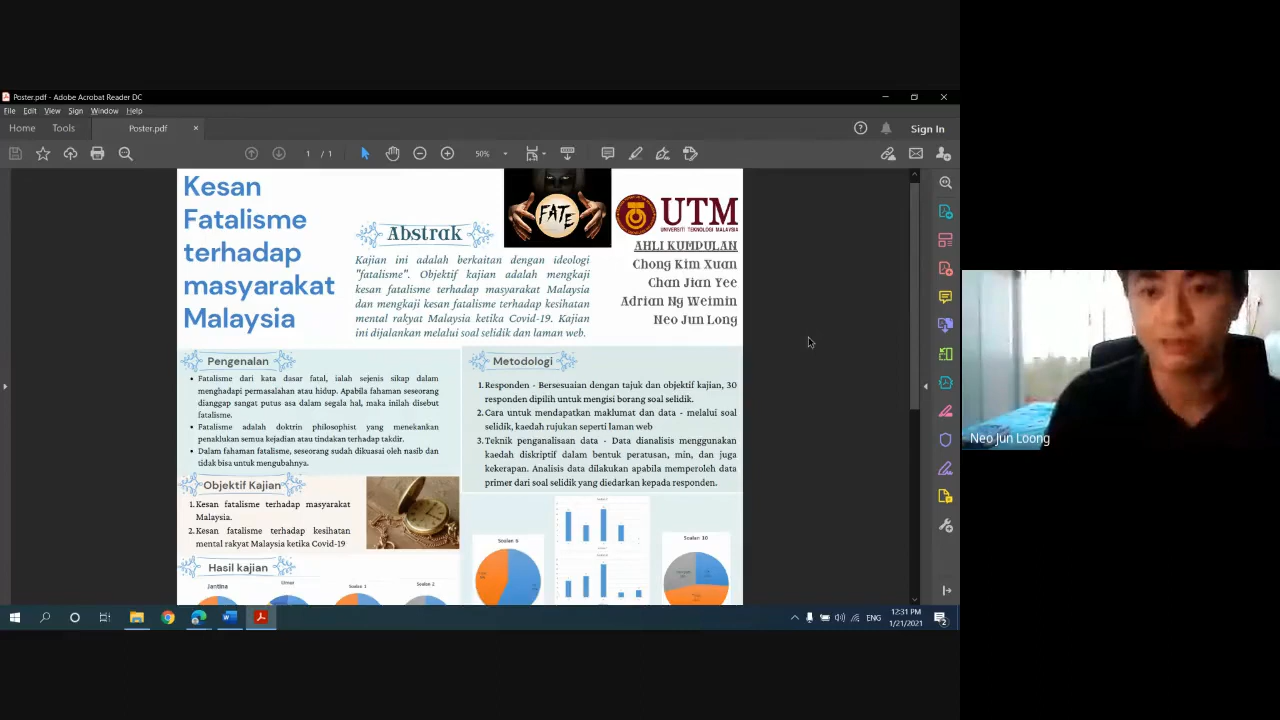 Poster.pdf - Adobe Acrobat Reader DC
File Edit View Sign Window Help
Home Tools Poster.pdf × Sign In
1 / 1 50%
Kesan
Fatalisme
terhadap
masyarakat
Malaysia
Abstrak
Kajian ini adalah berkaitan dengan ideologi
"fatalisme". Objektif kajian adalah mengkaji
kesan fatalisme terhadap masyarakat Malaysia
dan mengkaji kesan fatalisme terhadap kesihatan
mental rakyat Malaysia ketika Covid-19. Kajian
ini dijalankan melalui soal selidik dan laman web.
FATE
UTM
UNIVERSITI TEKNOLOGI MALAYSIA
AHLI KUMPULAN
Chong Kim Xuan
Chan Jian Yee
Adrian Ng Weimin
Neo Jun Long
Pengenalan
Fatalisme dari kata dasar fatal, ialah sejenis sikap dalam
menghadapi permasalahan atau hidup. Apabila fahaman seseorang
dianggap sangat putus asa dalam segala hal, maka inilah disebut
fatalisme.
Fatalisme adalah doktrin philosophist yang menekankan
penaklukan semua kejadian atau tindakan terhadap takdir.
Dalam fahaman fatalisme, seseorang sudah dikuasai oleh nasib dan
tidak bisa untuk mengubahnya.
Objektif Kajian
1. Kesan fatalisme terhadap masyarakat
Malaysia.
2. Kesan fatalisme terhadap kesihatan
mental rakyat Malaysia ketika Covid-19
Hasil kajian
Jantina Umur Soalan 1 Soalan 2
Metodologi
1. Responden - Bersesuaian dengan tajuk dan objektif kajian, 30
responden dipilih untuk mengisi borang soal selidik.
2. Cara untuk mendapatkan maklumat dan data - melalui soal
selidik, kaedah rujukan seperti laman web
3. Teknik penganalisaan data - Data dianalisis menggunakan
kaedah diskriptif dalam bentuk peratusan, min, dan juga
kekerapan. Analisis data dilakukan apabila memperoleh data
primer dari soal selidik yang diedarkan kepada responden.
Soalan 6
Soalan 10
Neo Jun Loong
ENG
12:31 PM
1/21/2021